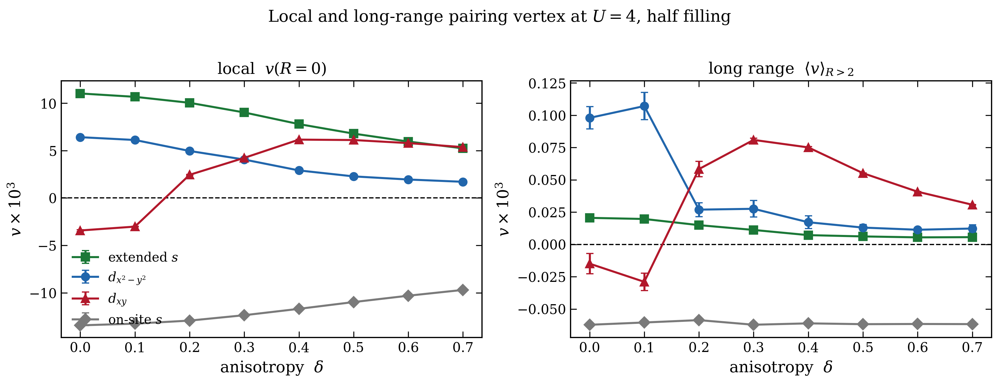 Local and long-range pairing vertex at U = 4, half filling
local v(R = 0)
v × 10³
10
5
0
−5
−10
extended s
d_{x²−y²}
d_{xy}
on-site s
0.0 0.1 0.2 0.3 0.4 0.5 0.6 0.7
anisotropy δ
long range ⟨v⟩_{R>2}
v × 10³
0.125
0.100
0.075
0.050
0.025
0.000
−0.025
−0.050
0.0 0.1 0.2 0.3 0.4 0.5 0.6 0.7
anisotropy δ